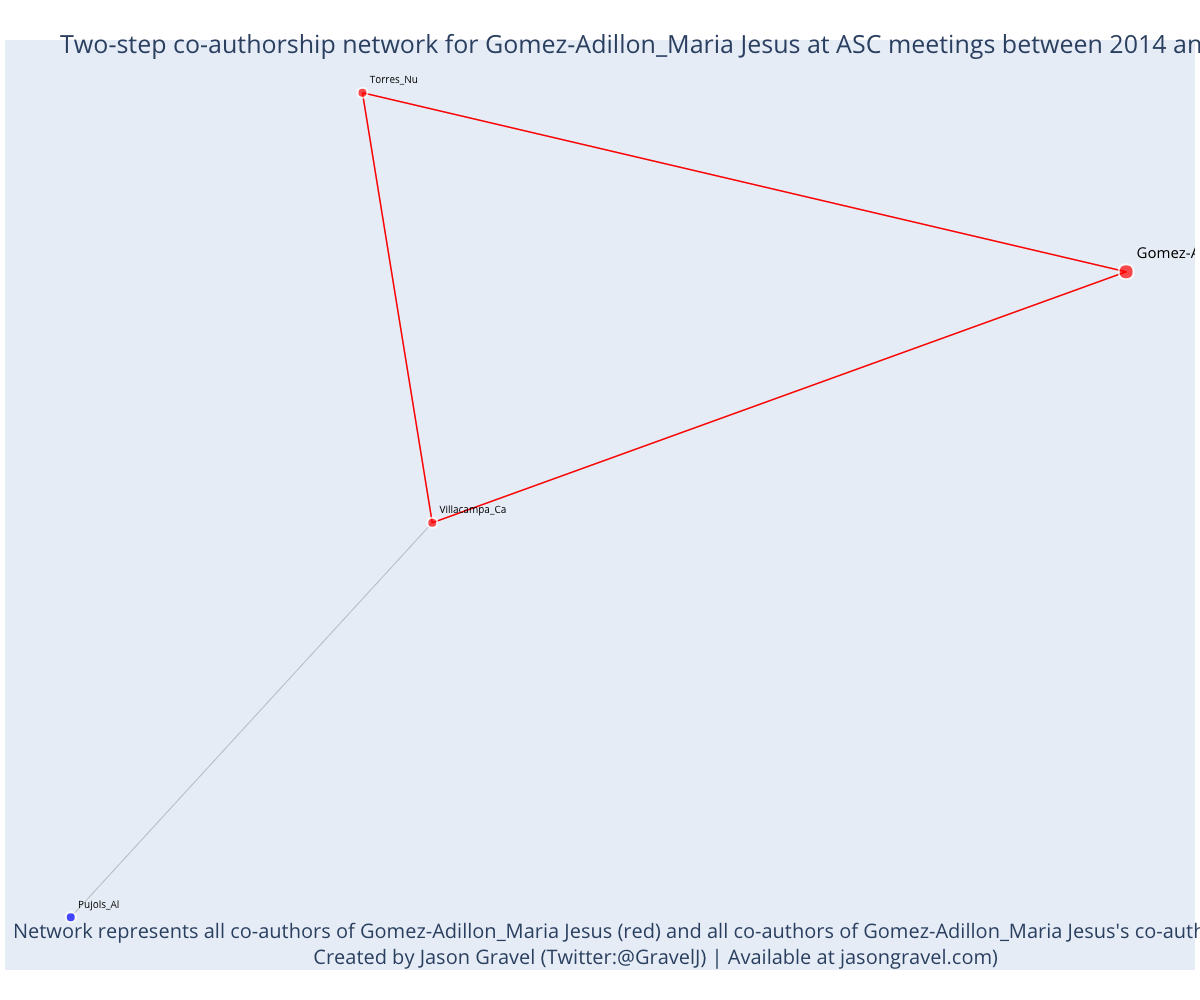 Two-step co-authorship network for Gomez-Adillon_Maria Jesus at ASC meetings between 2014 an
Torres_Nu
Gomez-A
Villacampa_Ca
Pujols_Al
Network represents all co-authors of Gomez-Adillon_Maria Jesus (red) and all co-authors of Gomez-Adillon_Maria Jesus's co-auth
Created by Jason Gravel (Twitter:@GravelJ) | Available at jasongravel.com)